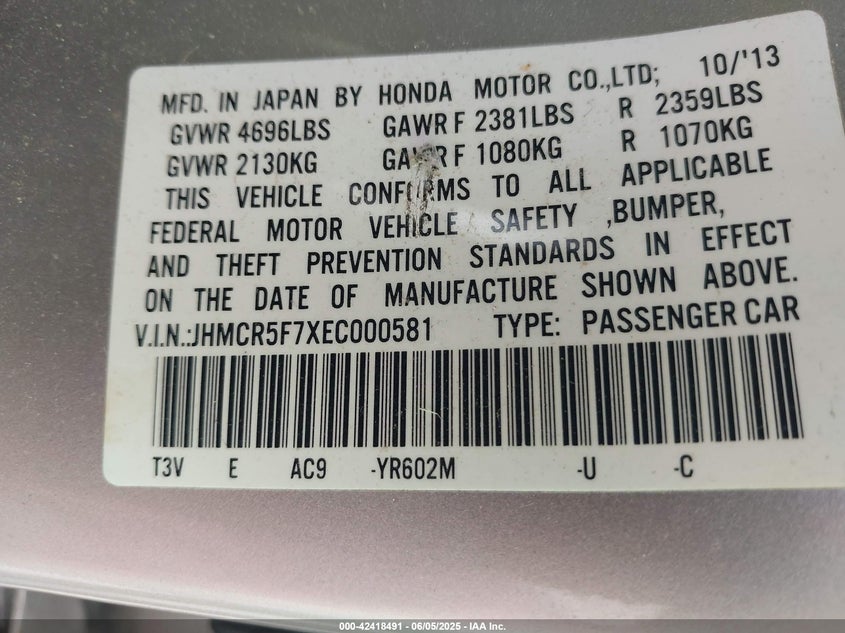 MFD. IN JAPAN BY HONDA MOTOR CO.,LTD; 10/'13
GVWR 4696LBS GAWR F 2381LBS R 2359LBS
GVWR 2130KG GAWR F 1080KG R 1070KG
THIS VEHICLE CONFORMS TO ALL APPLICABLE
FEDERAL MOTOR VEHICLE SAFETY ,BUMPER,
AND THEFT PREVENTION STANDARDS IN EFFECT
ON THE DATE OF MANUFACTURE SHOWN ABOVE.
V.I.N.:JHMCR5F7XEC000581 TYPE: PASSENGER CAR
T3V E AC9 -YR602M -U -C
000-42418491 - 06/05/2025 - IAA Inc.